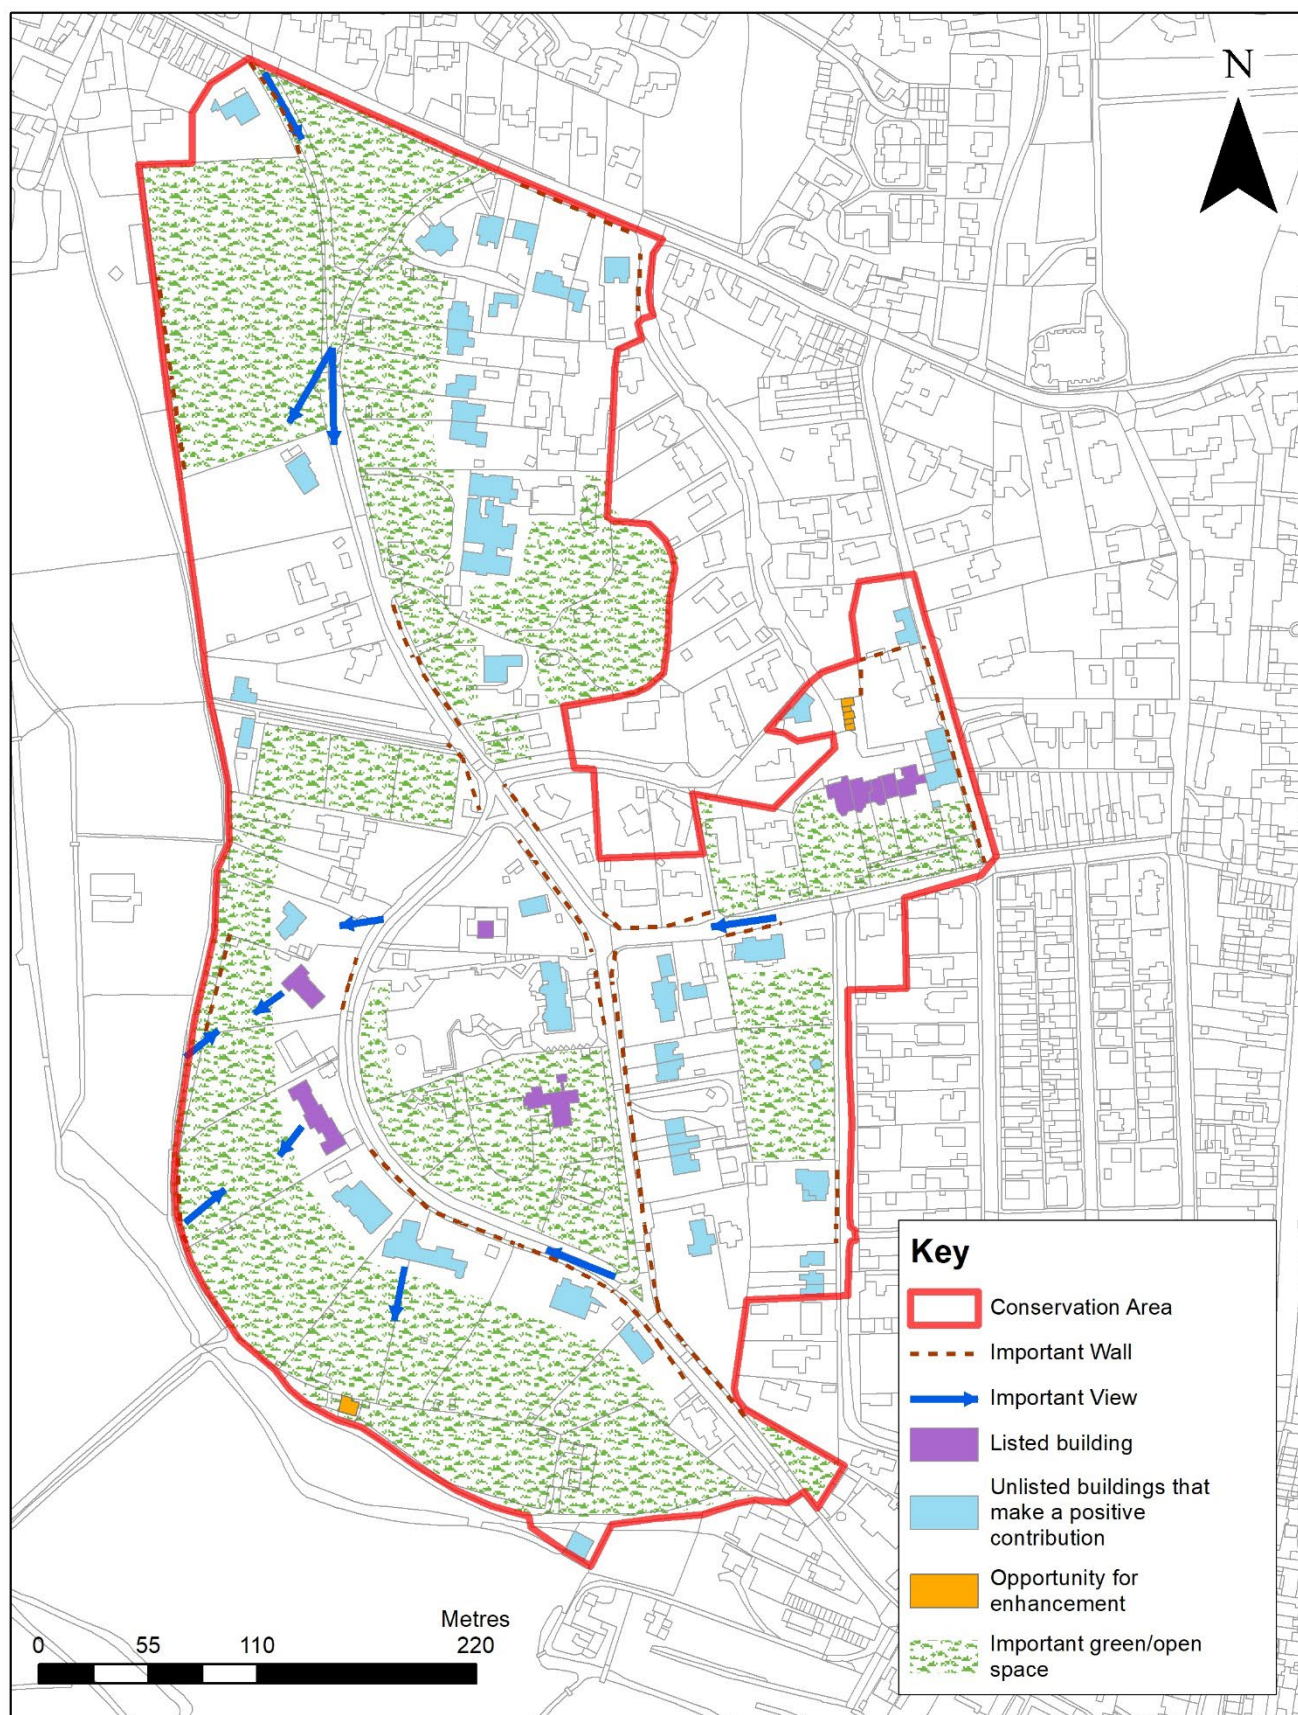 N
Key
Conservation Area
Important Wall
Important View
Listed building
Unlisted buildings that
make a positive
contribution
Opportunity for
enhancement
Important green/open
space
Metres
0 55 110 220